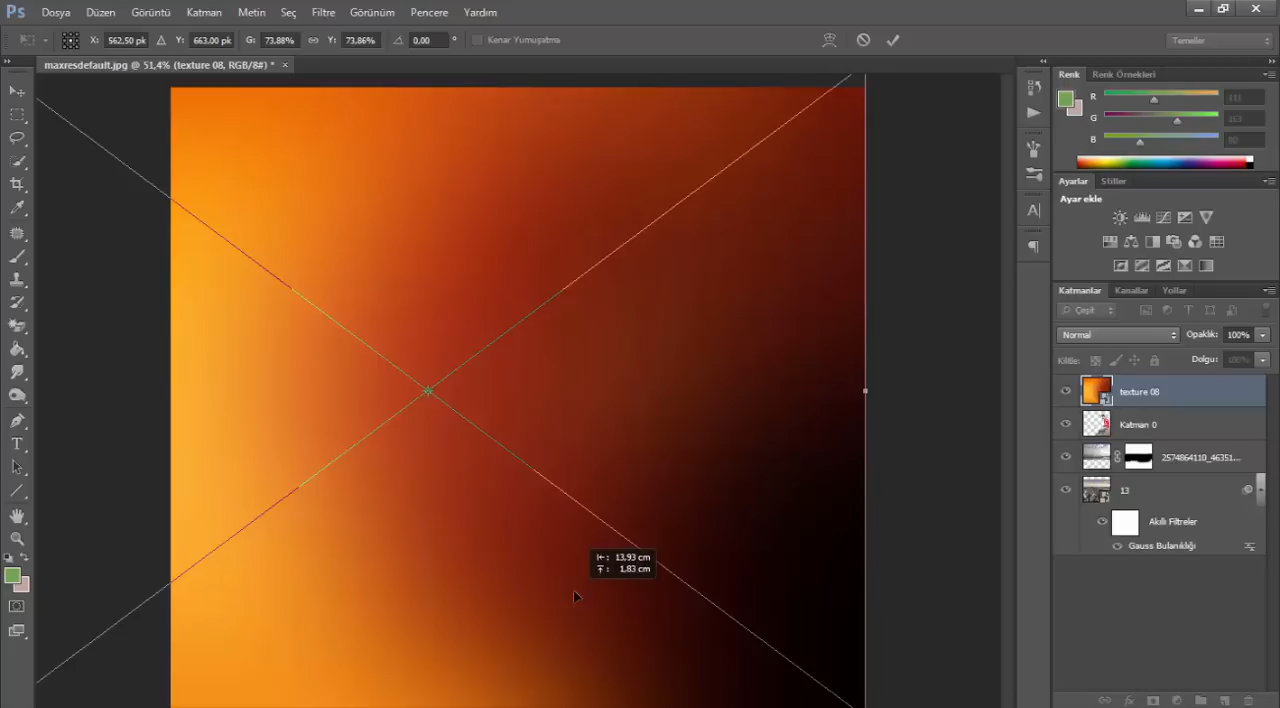 Ps Dosya Düzen Görüntü Katman Metin Seç Filtre Görünüm Pencere Yardım
X: 562,50 pk Y: 663,00 pk G: 73.88% Y: 73,86% 0,00 ° Kenar Yumuşatma Temeller
maxresdefault.jpg @ 51,4% (texture 08, RGB/8#) * ×
Renk Renk Örnekleri
R
G
B
Ayarlar Stiller
Ayar ekle
Katmanlar Kanallar Yollar
Çeşit
Normal Opaklık: 100%
Kilitle: Dolgu: 100%
texture 08
Katman 0
2574864110_46351...
13
Akıllı Filtreler
Gauss Bulanıklığı
13,93 cm
1,83 cm